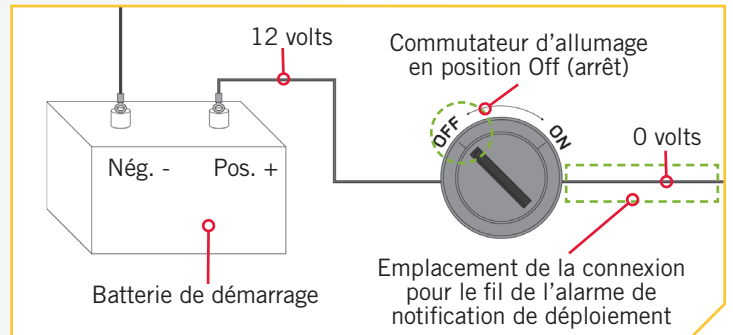 12 volts
Commutateur d'allumage
en position Off (arrêt)
OFF
ON
0 volts
Nég. -
Pos. +
Batterie de démarrage
Emplacement de la connexion
pour le fil de l'alarme de
notification de déploiement